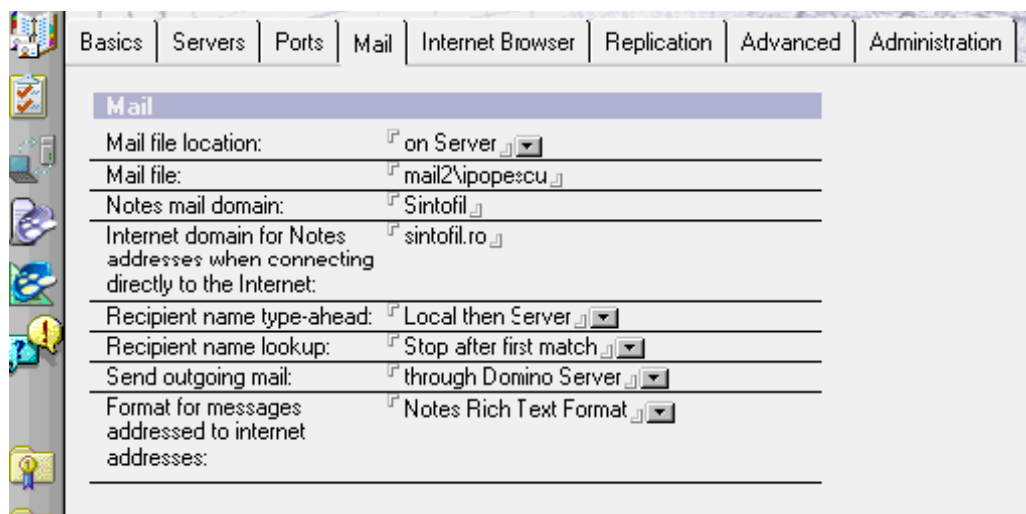 Basics Servers Ports Mail Internet Browser Replication Advanced Administration
Mail
Mail file location: on Server
Mail file: mail2\ipopescu
Notes mail domain: Sintofil
Internet domain for Notes sintofil.ro
addresses when connecting
directly to the Internet:
Recipient name type-ahead: Local then Server
Recipient name lookup: Stop after first match
Send outgoing mail: through Domino Server
Format for messages Notes Rich Text Format
addressed to internet
addresses: